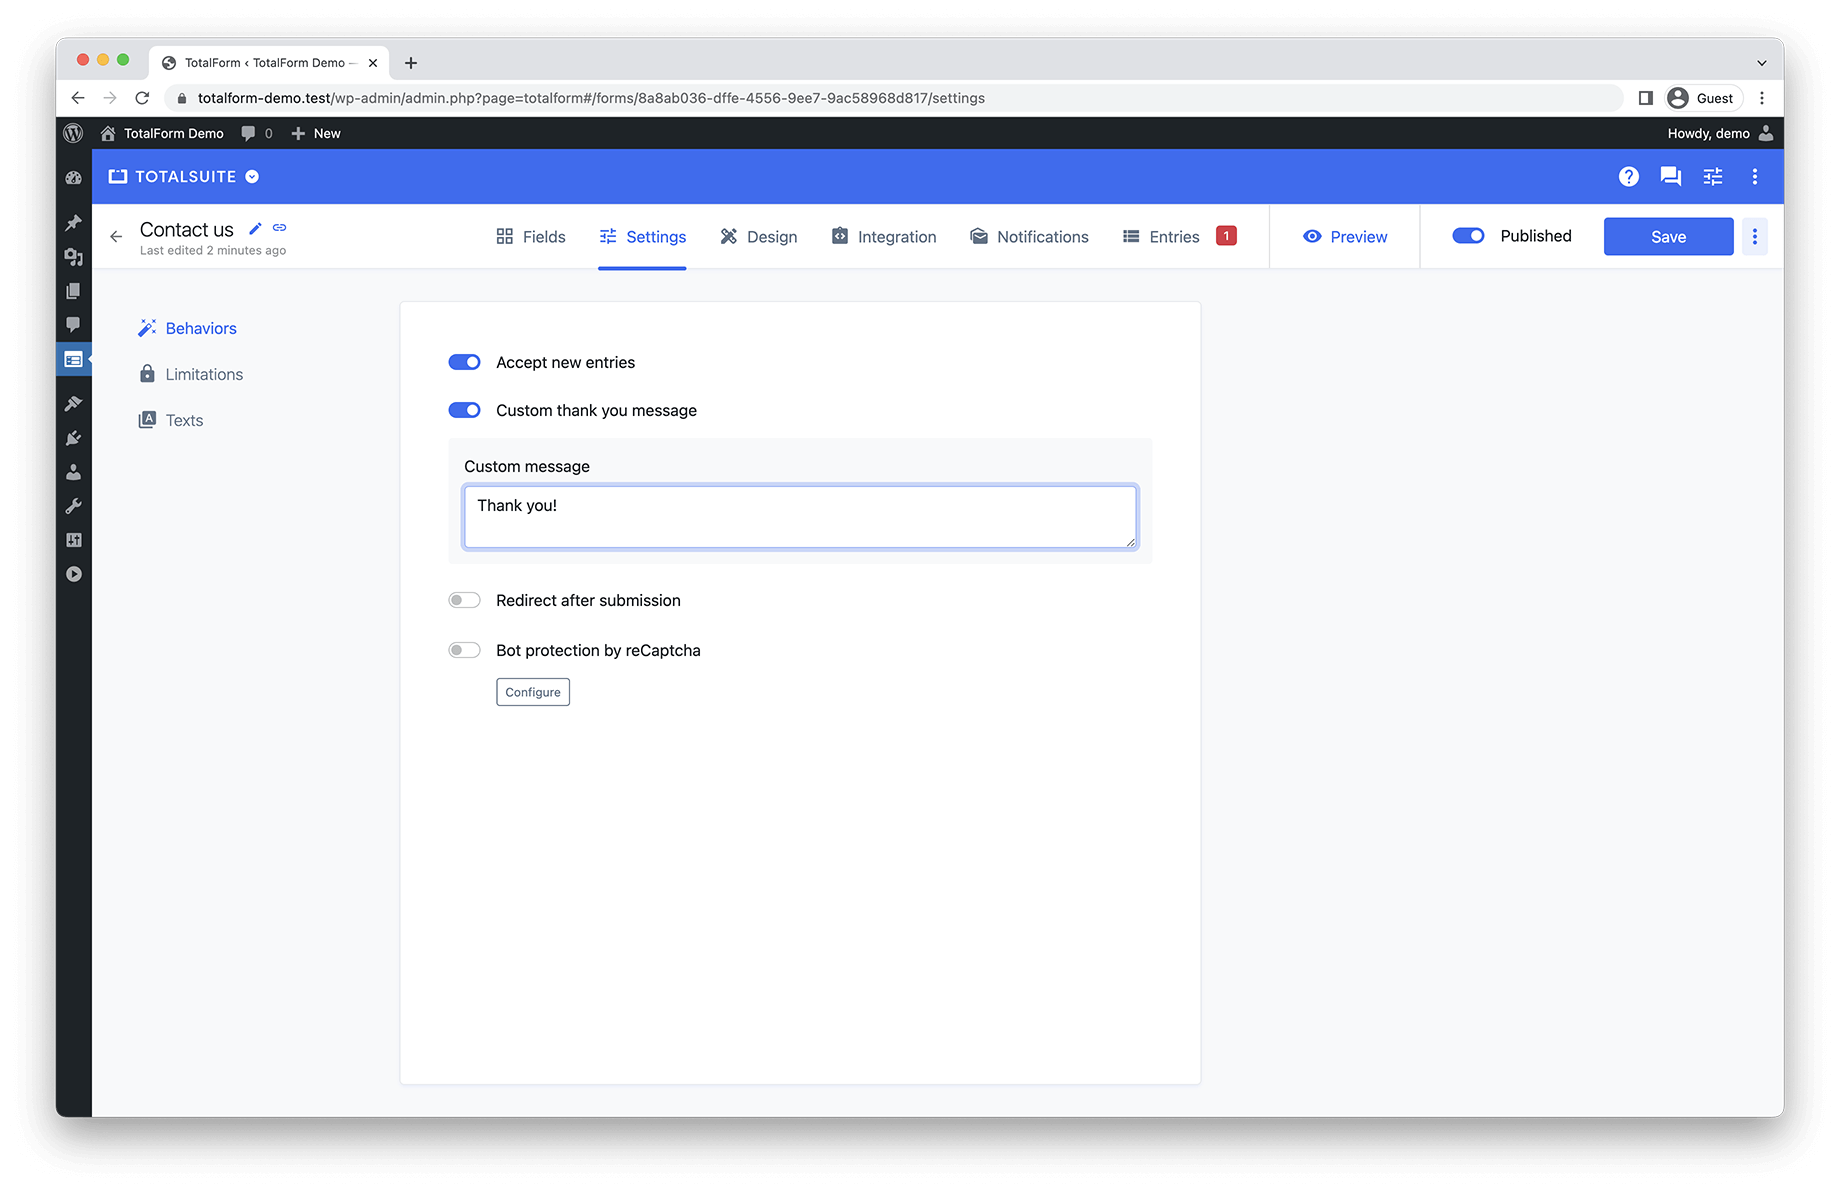 TotalForm ‹ TotalForm Demo —
totalform-demo.test/wp-admin/admin.php?page=totalform#/forms/8a8ab036-dffe-4556-9ee7-9ac58968d817/settings
Guest
TotalForm Demo 0 New
Howdy, demo
TOTALSUITE
Contact us
Last edited 2 minutes ago
Fields Settings Design Integration Notifications Entries 1 Preview Published Save
Behaviors
Limitations
Texts
Accept new entries
Custom thank you message
Custom message
Thank you!
Redirect after submission
Bot protection by reCaptcha
Configure